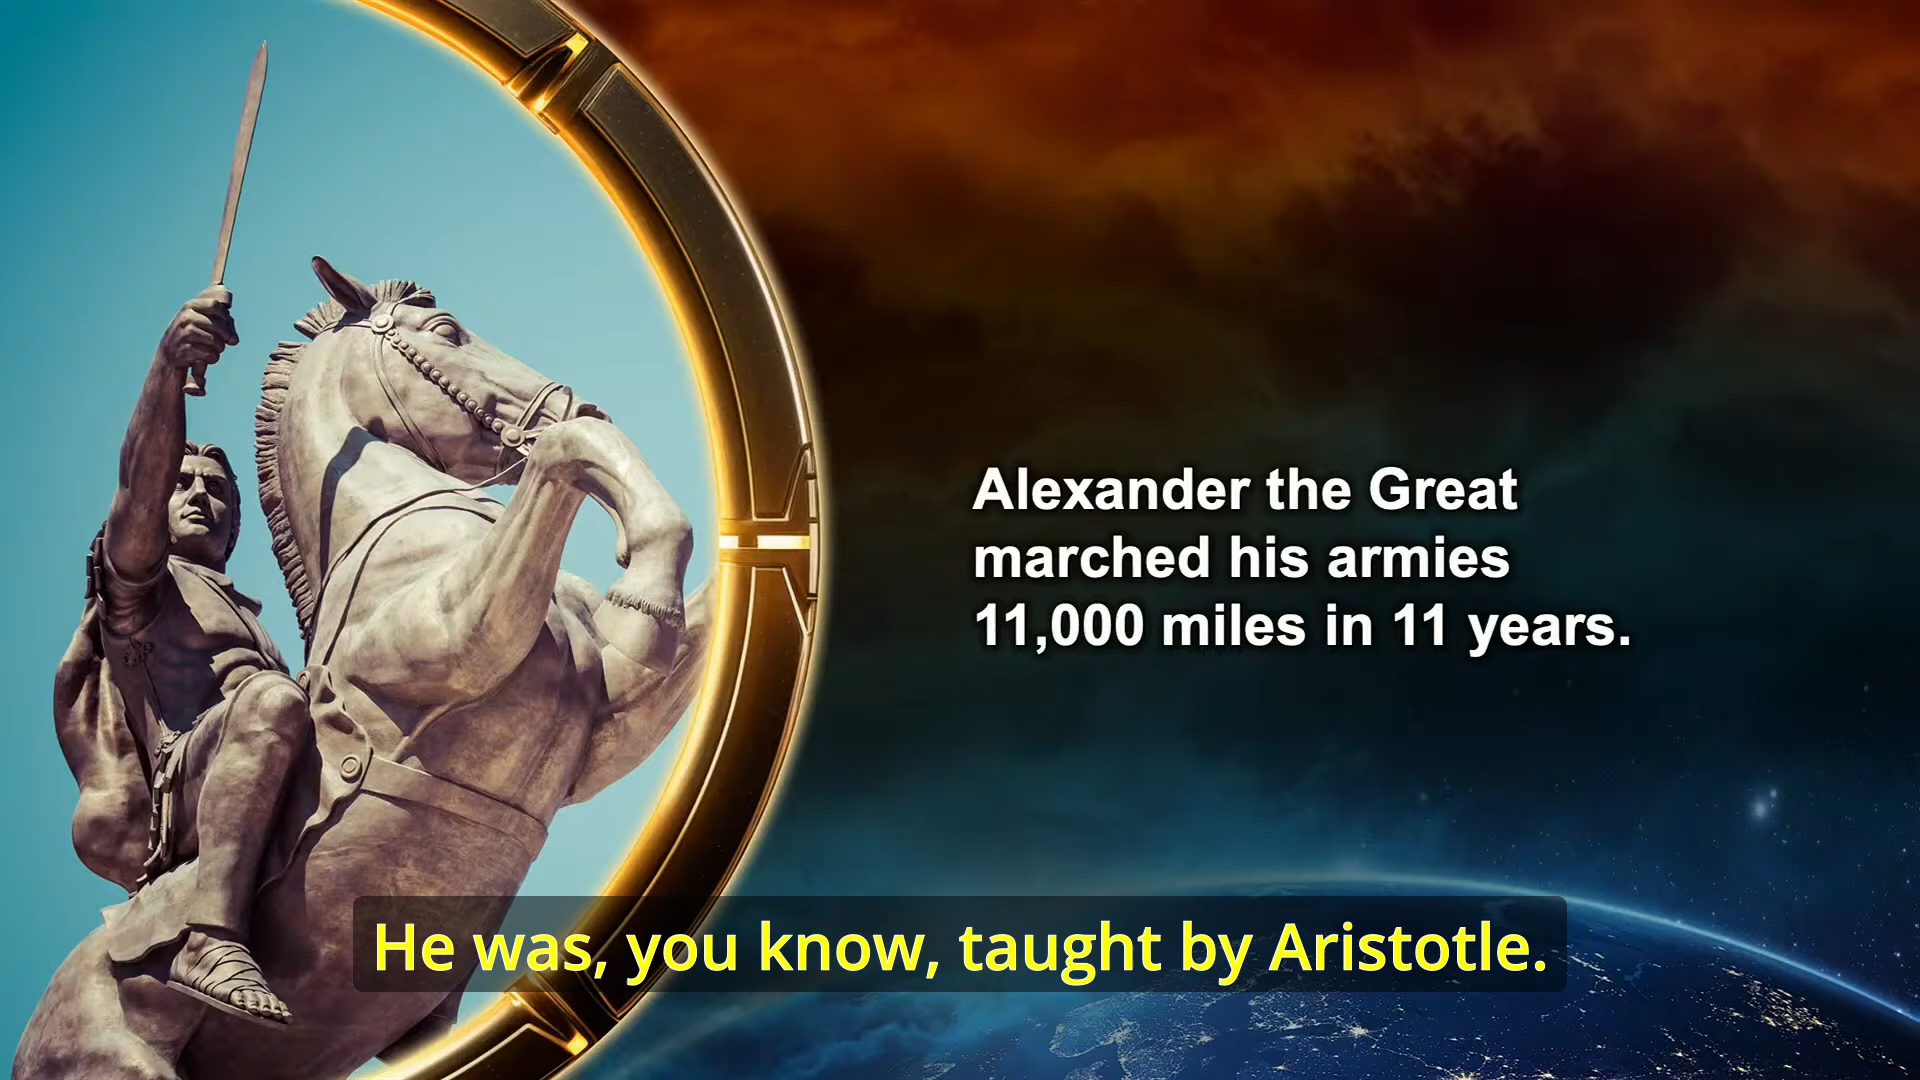 Alexander the Great
marched his armies
11,000 miles in 11 years.
He was, you know, taught by Aristotle.